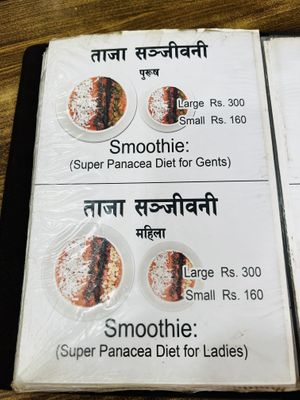 ताजा सञ्जीवनी
पुरूष
Large Rs. 300
Small Rs. 160
Smoothie:
(Super Panacea Diet for Gents)
ताजा सञ्जीवनी
महिला
Large Rs. 300
Small Rs. 160
Smoothie:
(Super Panacea Diet for Ladies)